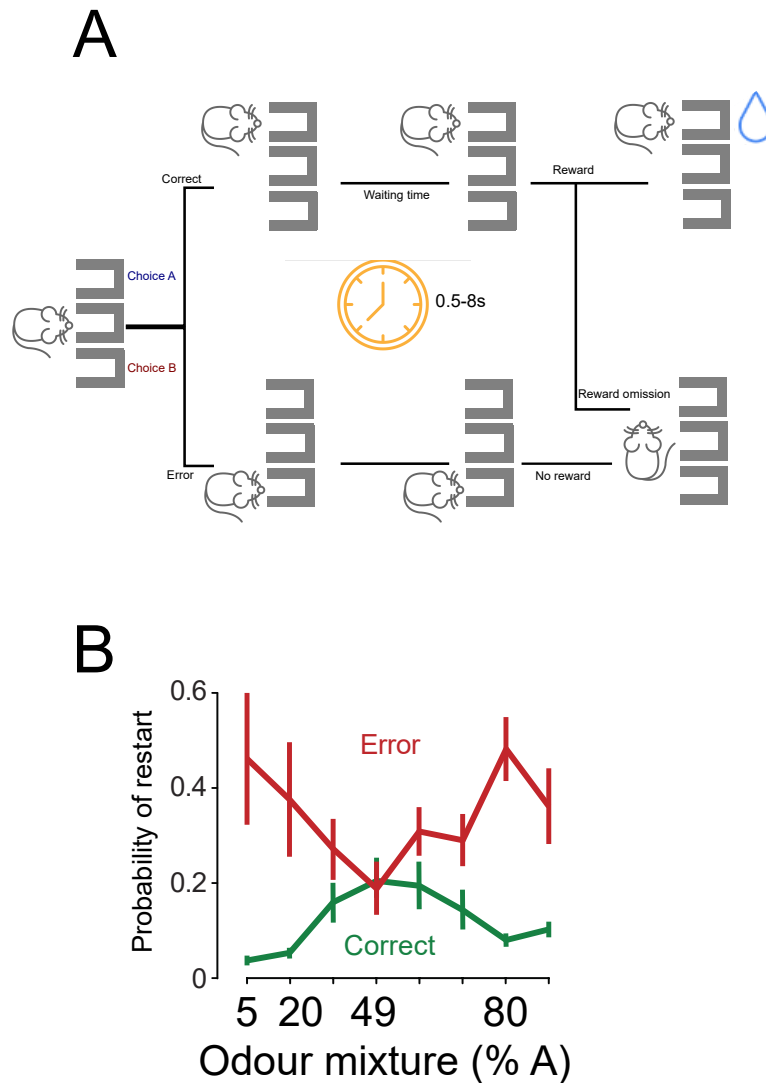 A
Correct
Waiting time
Reward
Choice A
0.5-8s
Choice B
Reward omission
Error
No reward
B
Probability of restart
0.6
0.4
0.2
0
Error
Correct
5 20 49 80
Odour mixture (% A)